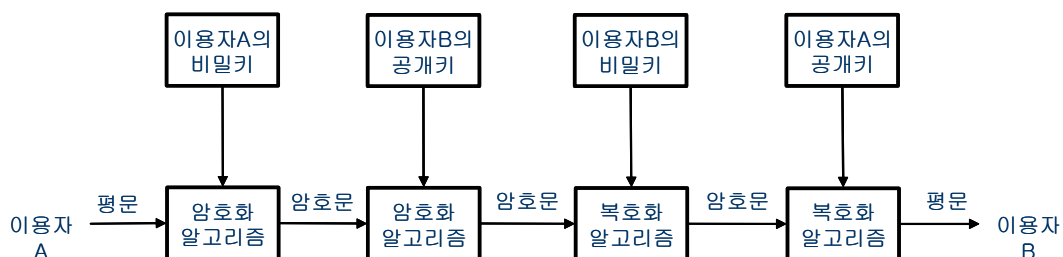 이용자A의
비밀키
이용자B의
공개키
이용자B의
비밀키
이용자A의
공개키
이용자
A
평문
암호화
알고리즘
암호문
암호화
알고리즘
암호문
복호화
알고리즘
암호문
복호화
알고리즘
평문
이용자
B